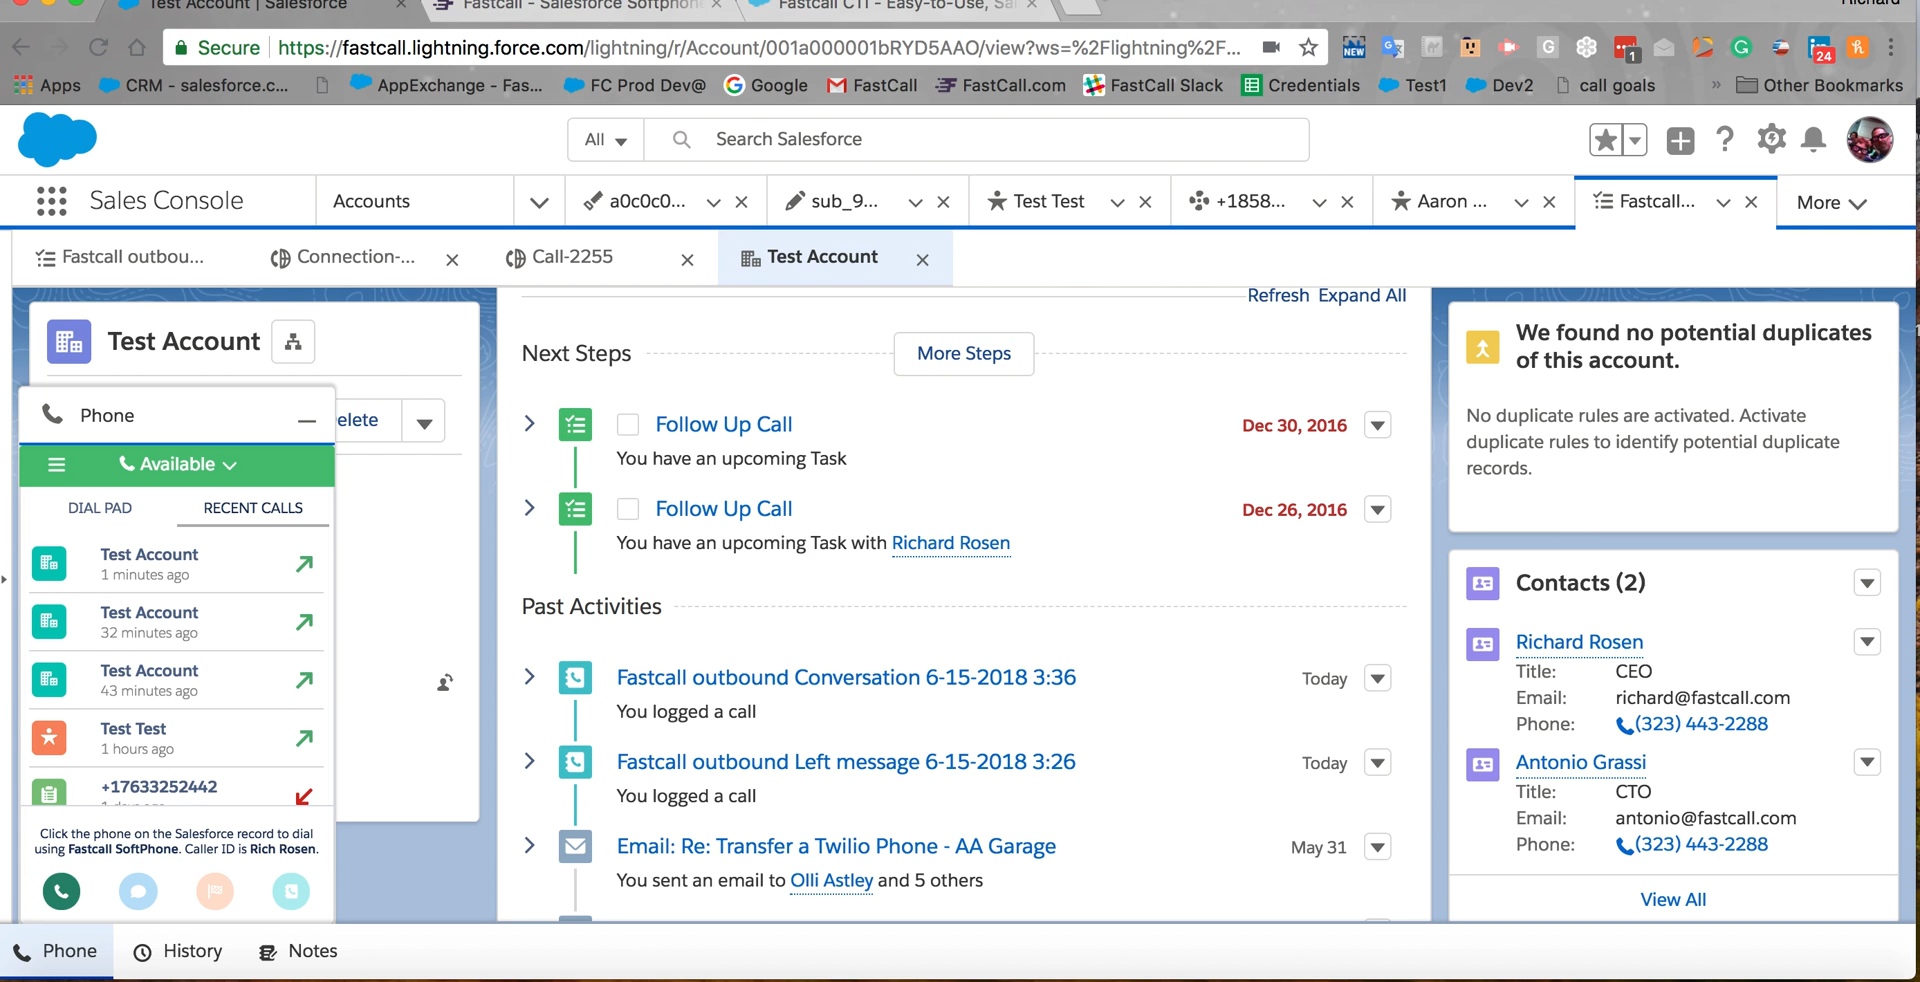 Test Account | Salesforce
Fastcall - Salesforce Softphon
Fastcall CTI - Easy-to-Use, Sal
Richard
Secure
https://fastcall.lightning.force.com/lightning/r/Account/001a000001bRYD5AAO/view?ws=%2Flightning%2F...
NEW
G
1
24
Apps
CRM - salesforce.c...
AppExchange - Fas...
FC Prod Dev@
Google
FastCall
FastCall.com
FastCall Slack
Credentials
Test1
Dev2
call goals
»
Other Bookmarks
All
Search Salesforce
Sales Console
Accounts
a0c0c0...
sub_9...
Test Test
+1858...
Aaron ...
Fastcall...
More
Fastcall outbou...
Connection-...
Call-2255
Test Account
Test Account
elete
Phone
Available
DIAL PAD
RECENT CALLS
Test Account
1 minutes ago
Test Account
32 minutes ago
Test Account
43 minutes ago
Test Test
1 hours ago
+17633252442
Click the phone on the Salesforce record to dial
using Fastcall SoftPhone. Caller ID is Rich Rosen.
Refresh Expand All
Next Steps
More Steps
Follow Up Call
Dec 30, 2016
You have an upcoming Task
Follow Up Call
Dec 26, 2016
You have an upcoming Task with Richard Rosen
Past Activities
Fastcall outbound Conversation 6-15-2018 3:36
Today
You logged a call
Fastcall outbound Left message 6-15-2018 3:26
Today
You logged a call
Email: Re: Transfer a Twilio Phone - AA Garage
May 31
You sent an email to Olli Astley and 5 others
We found no potential duplicates
of this account.
No duplicate rules are activated. Activate
duplicate rules to identify potential duplicate
records.
Contacts (2)
Richard Rosen
Title: CEO
Email: richard@fastcall.com
Phone: (323) 443-2288
Antonio Grassi
Title: CTO
Email: antonio@fastcall.com
Phone: (323) 443-2288
View All
Phone
History
Notes